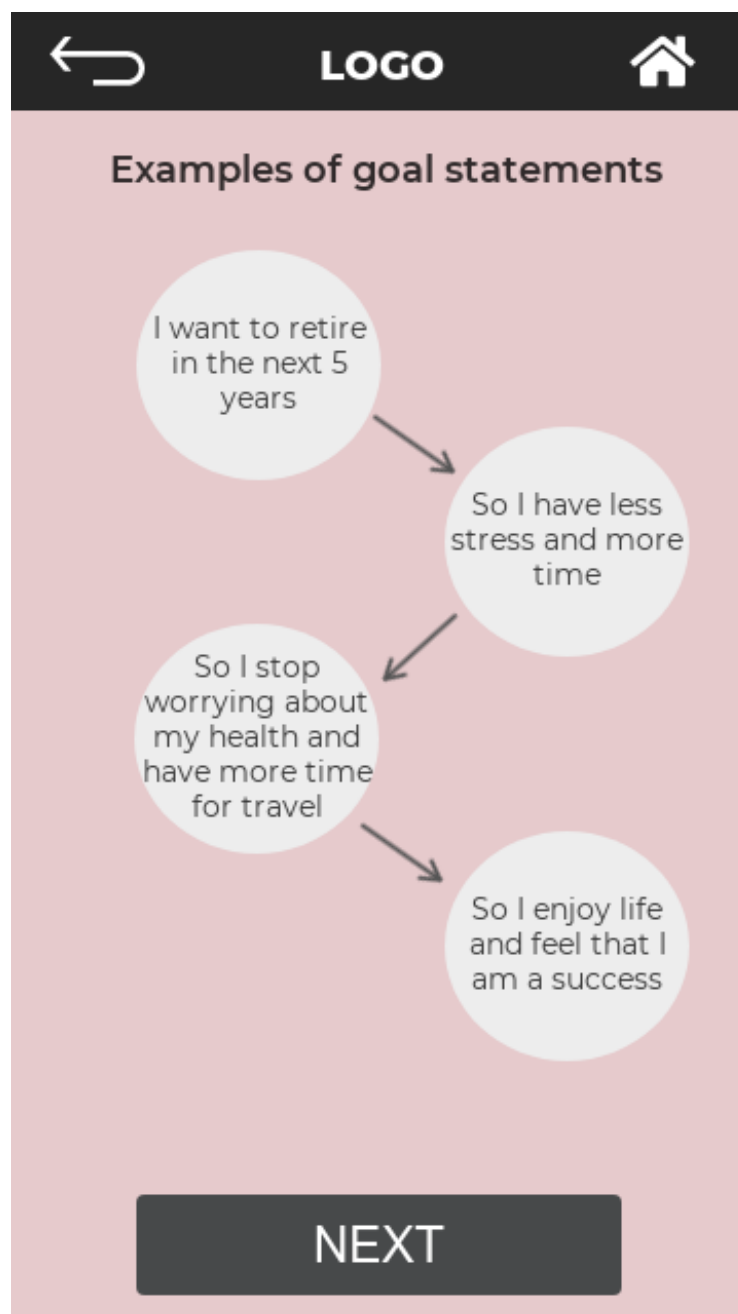 LOGO
Examples of goal statements
I want to retire
in the next 5
years
So I have less
stress and more
time
So I stop
worrying about
my health and
have more time
for travel
So I enjoy life
and feel that I
am a success
NEXT